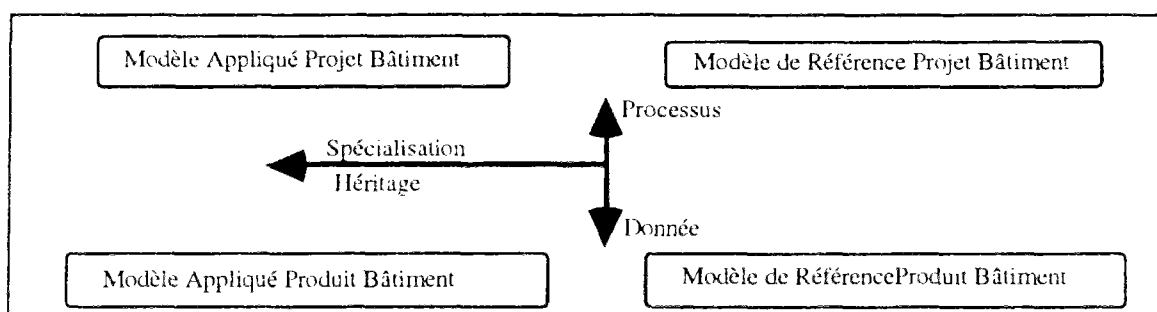 Modèle Appliqué Projet Bâtiment
Modèle de Référence Projet Bâtiment
Processus
Spécialisation
Héritage
Donnée
Modèle Appliqué Produit Bâtiment
Modèle de RéférenceProduit Bâtiment